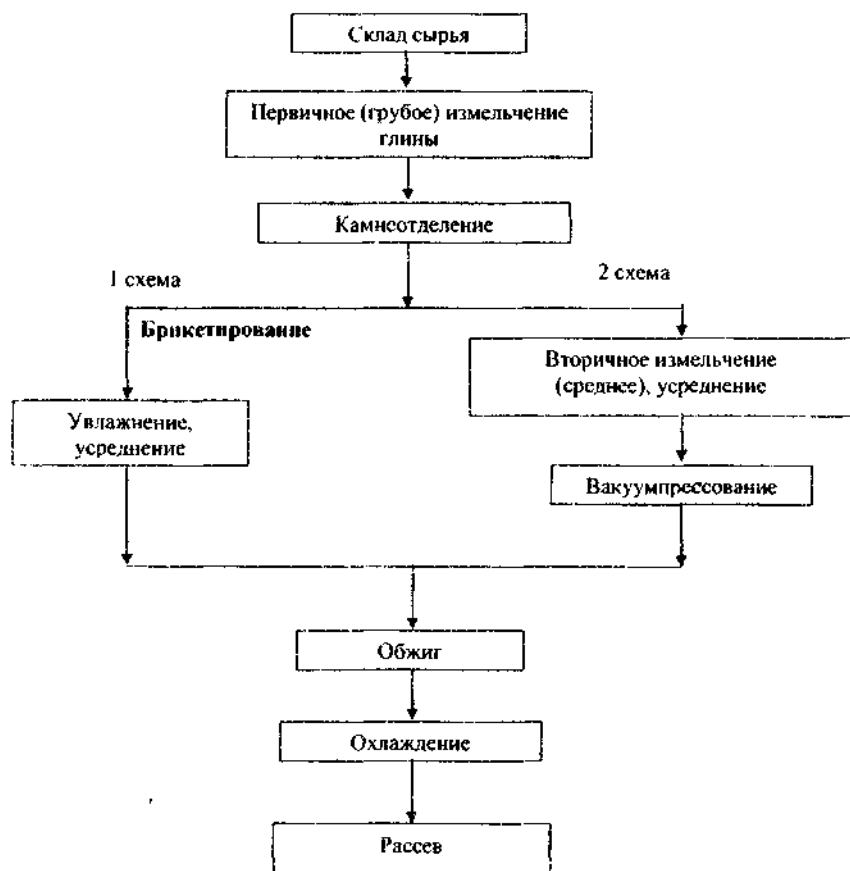 Склад сырья
Первичное (грубое) измельчение
глины
Камнеотделение
1 схема
2 схема
Брикетирование
Вторичное измельчение
(среднее), усреднение
Увлажнение,
усреднение
Вакуумпрессование
Обжиг
Охлаждение
Рассев